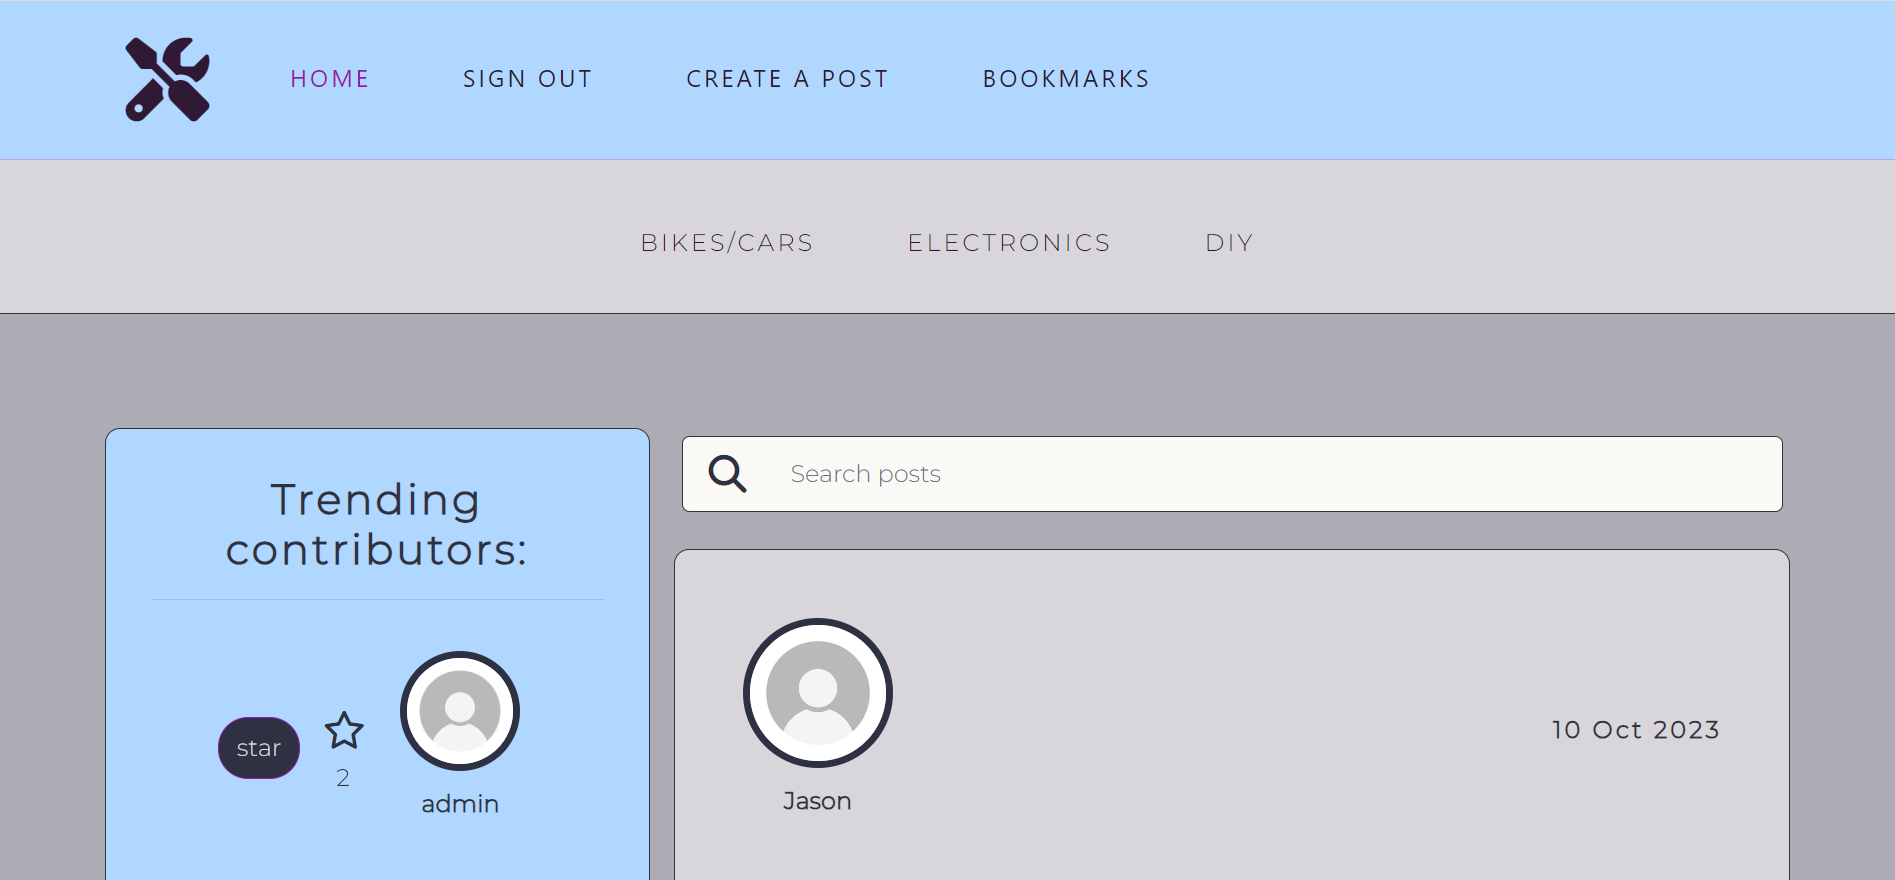 HOME SIGN OUT CREATE A POST BOOKMARKS
BIKES/CARS ELECTRONICS DIY
Trending
contributors:
star
2
admin
Search posts
Jason
10 Oct 2023